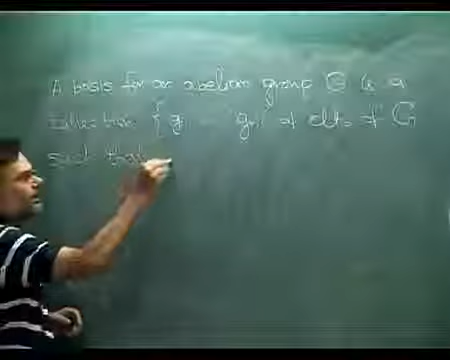 A basis for an abelian group G is a
collection { g₁ ... gₙ } of elts of G
such that